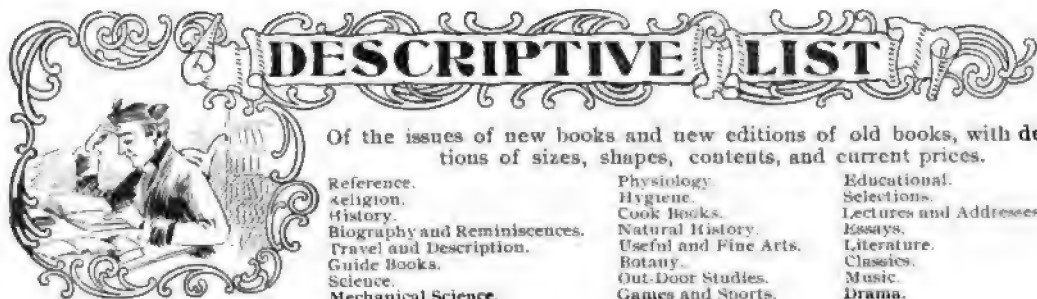 DESCRIPTIVE LIST
Of the issues of new books and new editions of old books, with de
tions of sizes, shapes, contents, and current prices.
Reference.
Religion.
History.
Biography and Reminiscences.
Travel and Description.
Guide Books.
Science.
Mechanical Science.
Physiology.
Hygiene.
Cook Books.
Natural History.
Useful and Fine Arts.
Botany.
Out-Door Studies.
Games and Sports.
Educational.
Selections.
Lectures and Addresses
Essays.
Literature.
Classics.
Music.
Drama.